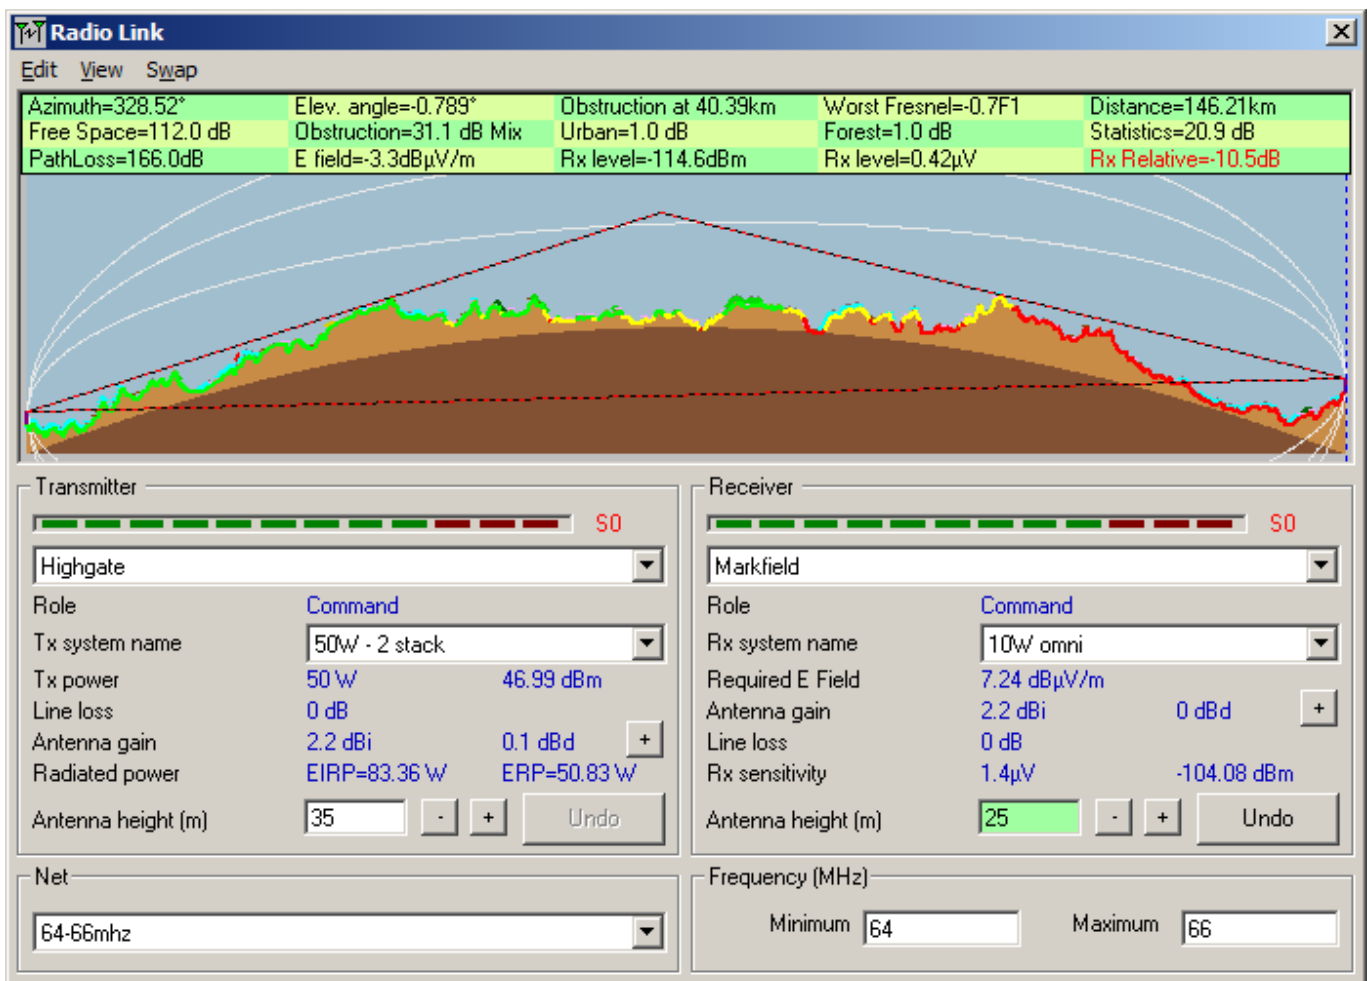 Radio Link
Edit View Swap
Azimuth=328.52° Elev. angle=-0.789° Obstruction at 40.39km Worst Fresnel=-0.7F1 Distance=146.21km
Free Space=112.0 dB Obstruction=31.1 dB Mix Urban=1.0 dB Forest=1.0 dB Statistics=20.9 dB
PathLoss=166.0dB E field=-3.3dBµV/m Rx level=-114.6dBm Rx level=0.42µV Rx Relative=-10.5dB
Transmitter
S0
Highgate
Role Command
Tx system name 50W - 2 stack
Tx power 50 W 46.99 dBm
Line loss 0 dB
Antenna gain 2.2 dBi 0.1 dBd +
Radiated power EIRP=83.36 W ERP=50.83 W
Antenna height (m) 35 - + Undo
Receiver
S0
Markfield
Role Command
Rx system name 10W omni
Required E Field 7.24 dBµV/m
Antenna gain 2.2 dBi 0 dBd +
Line loss 0 dB
Rx sensitivity 1.4µV -104.08 dBm
Antenna height (m) 25 - + Undo
Net
64-66mhz
Frequency (MHz)
Minimum 64 Maximum 66